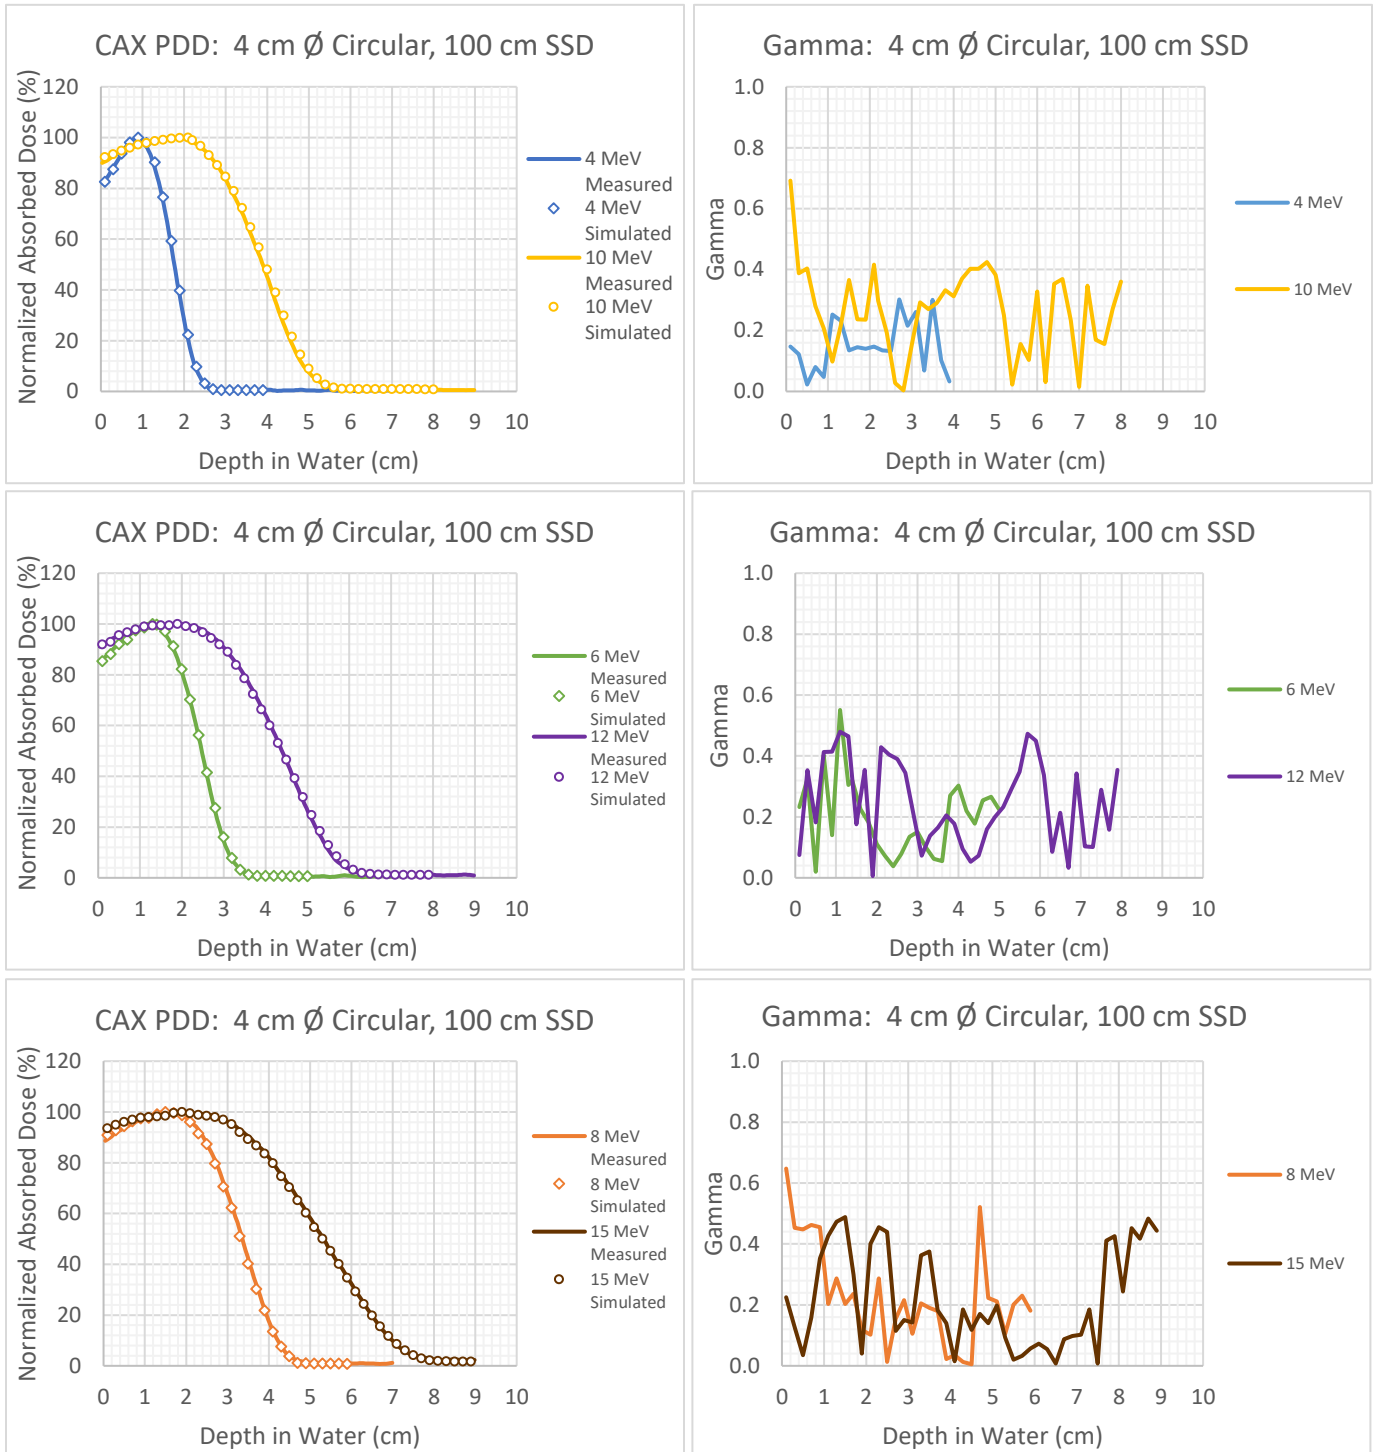 CAX PDD:  4 cm Ø Circular, 100 cm SSD
Normalized Absorbed Dose (%)
120
100
80
60
40
20
0
0 1 2 3 4 5 6 7 8 9 10
Depth in Water (cm)
4 MeV
Measured
4 MeV
Simulated
10 MeV
Measured
10 MeV
Simulated
Gamma:  4 cm Ø Circular, 100 cm SSD
Gamma
1.0
0.8
0.6
0.4
0.2
0.0
0 1 2 3 4 5 6 7 8 9 10
Depth in Water (cm)
4 MeV
10 MeV
CAX PDD:  4 cm Ø Circular, 100 cm SSD
Normalized Absorbed Dose (%)
120
100
80
60
40
20
0
0 1 2 3 4 5 6 7 8 9 10
Depth in Water (cm)
6 MeV
Measured
6 MeV
Simulated
12 MeV
Measured
12 MeV
Simulated
Gamma:  4 cm Ø Circular, 100 cm SSD
Gamma
1.0
0.8
0.6
0.4
0.2
0.0
0 1 2 3 4 5 6 7 8 9 10
Depth in Water (cm)
6 MeV
12 MeV
CAX PDD:  4 cm Ø Circular, 100 cm SSD
Normalized Absorbed Dose (%)
120
100
80
60
40
20
0
0 1 2 3 4 5 6 7 8 9 10
Depth in Water (cm)
8 MeV
Measured
8 MeV
Simulated
15 MeV
Measured
15 MeV
Simulated
Gamma:  4 cm Ø Circular, 100 cm SSD
Gamma
1.0
0.8
0.6
0.4
0.2
0.0
0 1 2 3 4 5 6 7 8 9 10
Depth in Water (cm)
8 MeV
15 MeV